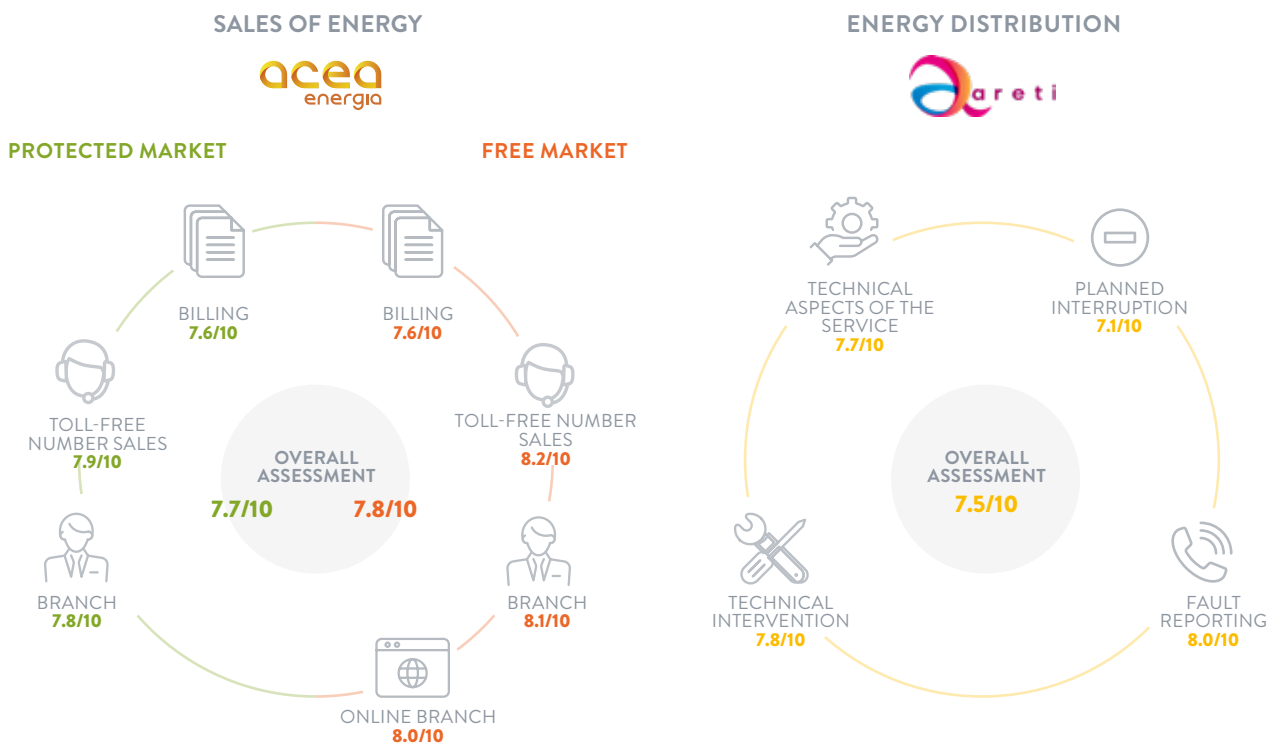 SALES OF ENERGY
acea
energia
PROTECTED MARKET
FREE MARKET
BILLING
7.6/10
BILLING
7.6/10
TOLL-FREE
NUMBER SALES
7.9/10
TOLL-FREE NUMBER
SALES
8.2/10
OVERALL
ASSESSMENT
7.7/10
7.8/10
BRANCH
7.8/10
BRANCH
8.1/10
ONLINE BRANCH
8.0/10
ENERGY DISTRIBUTION
areti
TECHNICAL
ASPECTS OF THE
SERVICE
7.7/10
PLANNED
INTERRUPTION
7.1/10
OVERALL
ASSESSMENT
7.5/10
TECHNICAL
INTERVENTION
7.8/10
FAULT
REPORTING
8.0/10